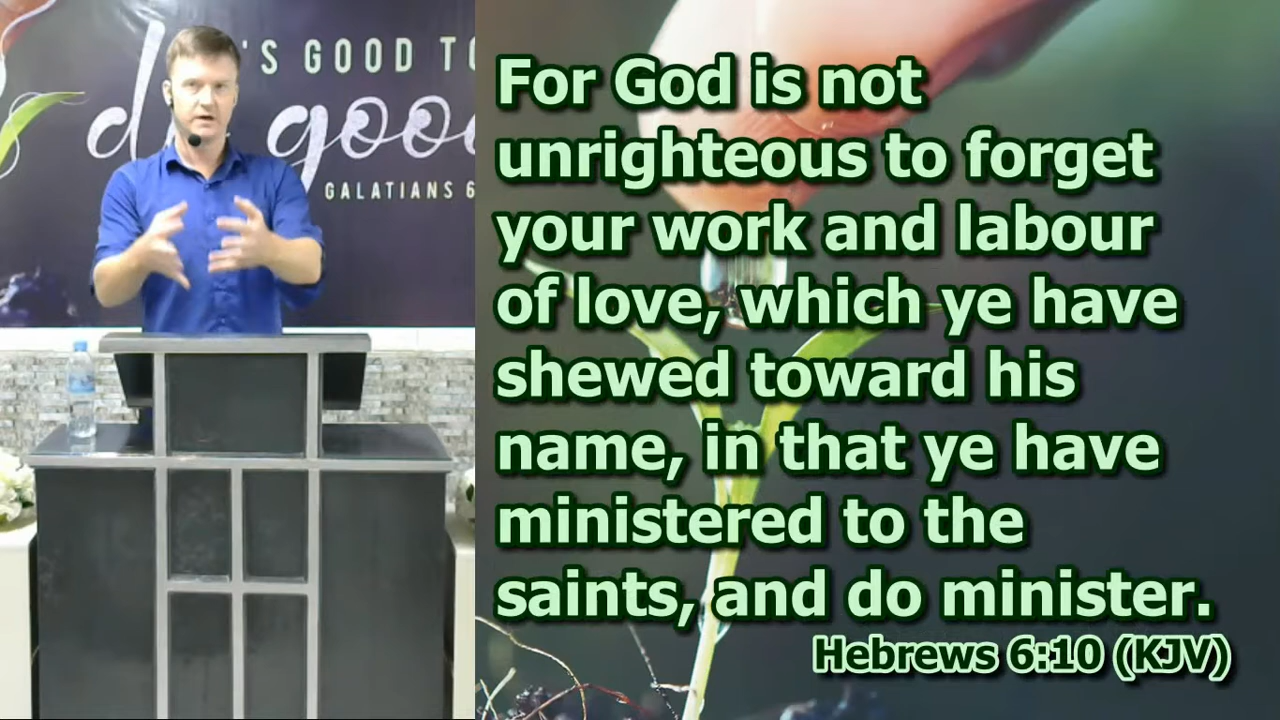 'S GOOD TO
do good
GALATIANS 6
For God is not
unrighteous to forget
your work and labour
of love, which ye have
shewed toward his
name, in that ye have
ministered to the
saints, and do minister.
Hebrews 6:10 (KJV)